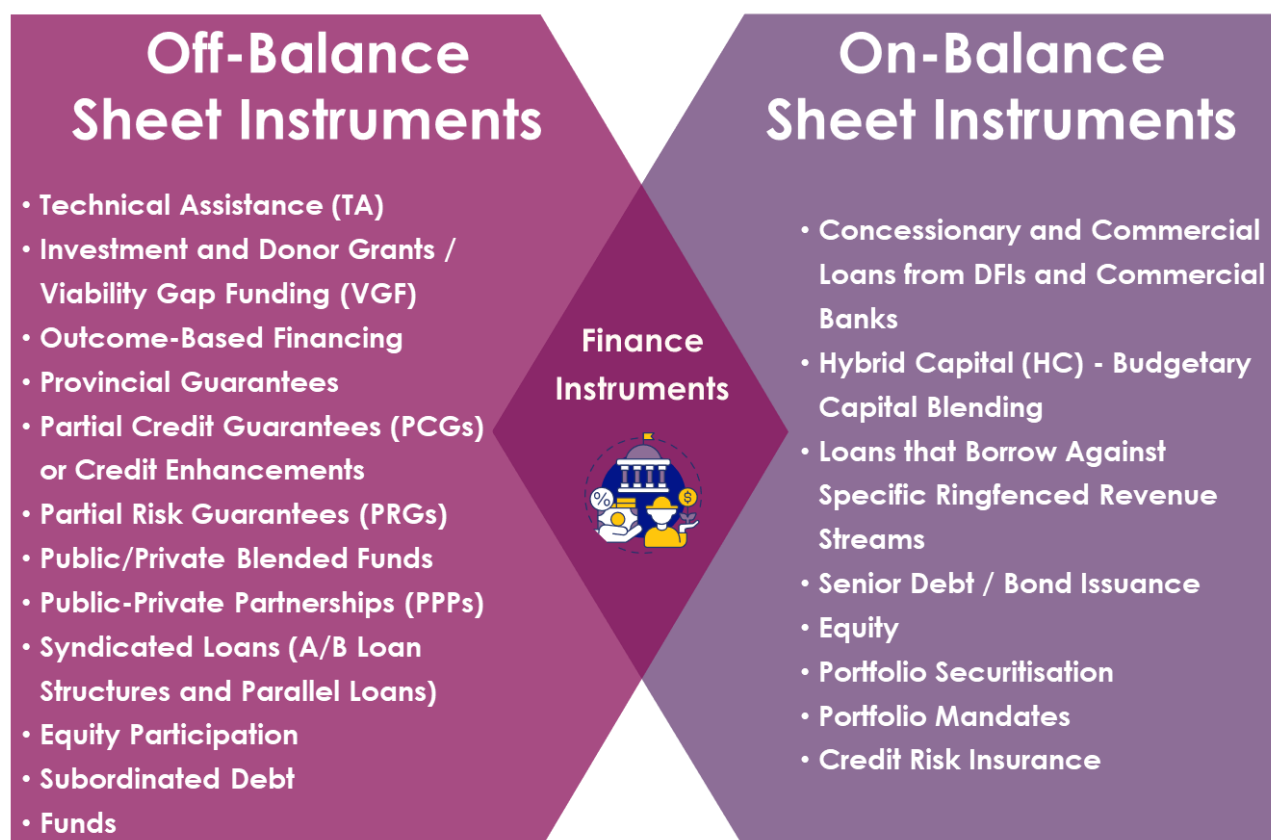 Off-Balance
Sheet Instruments
• Technical Assistance (TA)
• Investment and Donor Grants /
Viability Gap Funding (VGF)
• Outcome-Based Financing
• Provincial Guarantees
• Partial Credit Guarantees (PCGs)
or Credit Enhancements
• Partial Risk Guarantees (PRGs)
• Public/Private Blended Funds
• Public-Private Partnerships (PPPs)
• Syndicated Loans (A/B Loan
Structures and Parallel Loans)
• Equity Participation
• Subordinated Debt
• Funds
Finance
Instruments
%
$
On-Balance
Sheet Instruments
• Concessionary and Commercial
Loans from DFIs and Commercial
Banks
• Hybrid Capital (HC) - Budgetary
Capital Blending
• Loans that Borrow Against
Specific Ringfenced Revenue
Streams
• Senior Debt / Bond Issuance
• Equity
• Portfolio Securitisation
• Portfolio Mandates
• Credit Risk Insurance